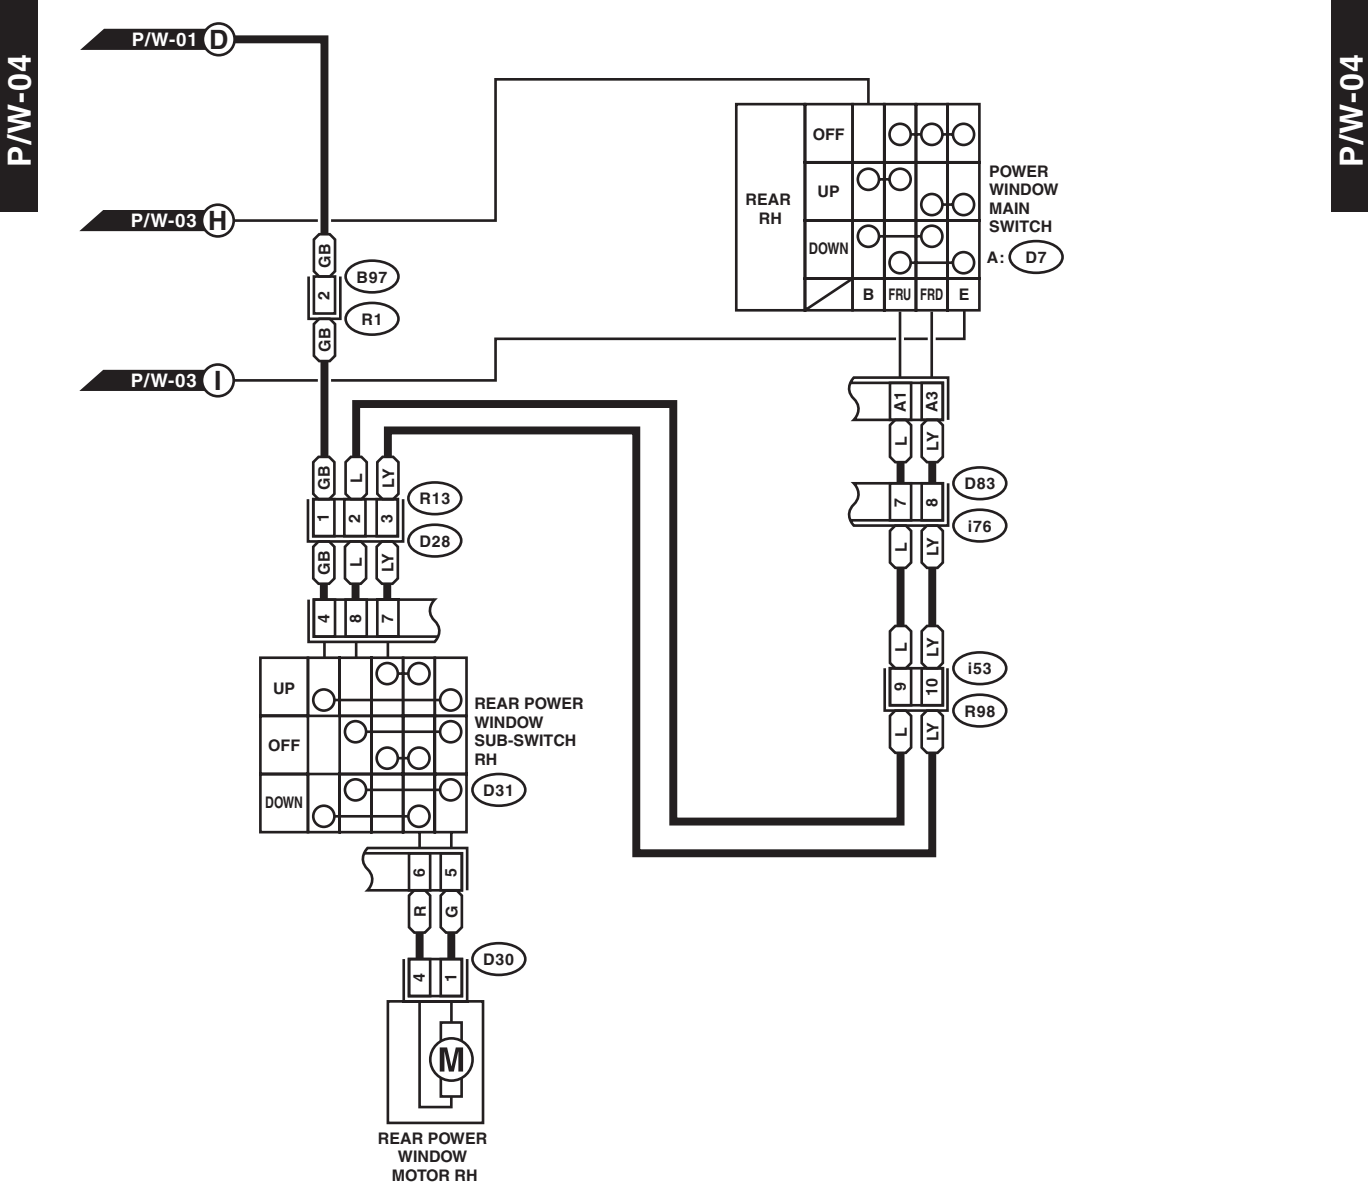 P/W-04
P/W-04
P/W-01 D
P/W-03 H
P/W-03 I
GB
2
GB
B97
R1
REAR
RH
OFF
UP
DOWN
B FRU FRD E
POWER
WINDOW
MAIN
SWITCH
A: D7
A1 A3
L LY
7 8
D83
i76
L LY
L LY
9 10
i53
R98
L LY
GB L LY
1 2 3
R13
D28
GB L LY
4 8 7
UP
OFF
DOWN
REAR POWER
WINDOW
SUB-SWITCH
RH
D31
6 5
R G
4 1
D30
M
REAR POWER
WINDOW
MOTOR RH